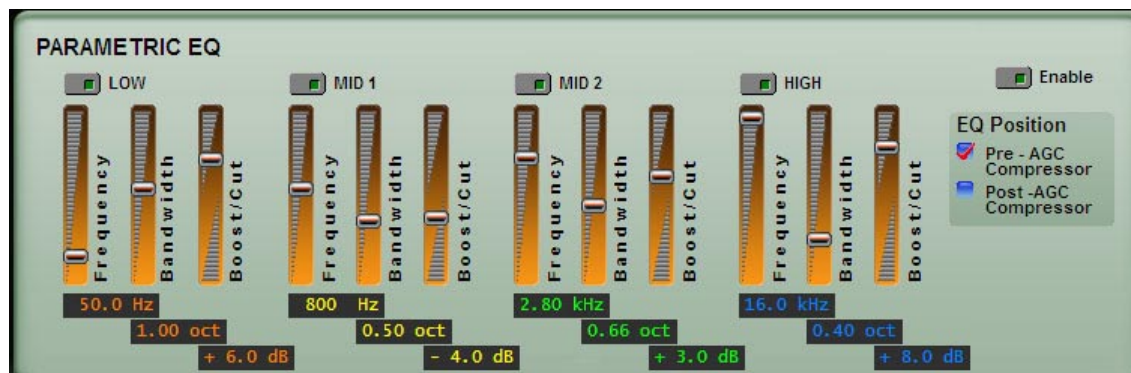 PARAMETRIC EQ
LOW
MID 1
MID 2
HIGH
Enable
Frequency
Bandwidth
Boost/Cut
Frequency
Bandwidth
Boost/Cut
Frequency
Bandwidth
Boost/Cut
Frequency
Bandwidth
Boost/Cut
EQ Position
Pre - AGC
Compressor
Post -AGC
Compressor
50.0 Hz
800 Hz
2.80 kHz
16.0 kHz
1.00 oct
0.50 oct
0.66 oct
0.40 oct
+ 6.0 dB
- 4.0 dB
+ 3.0 dB
+ 8.0 dB